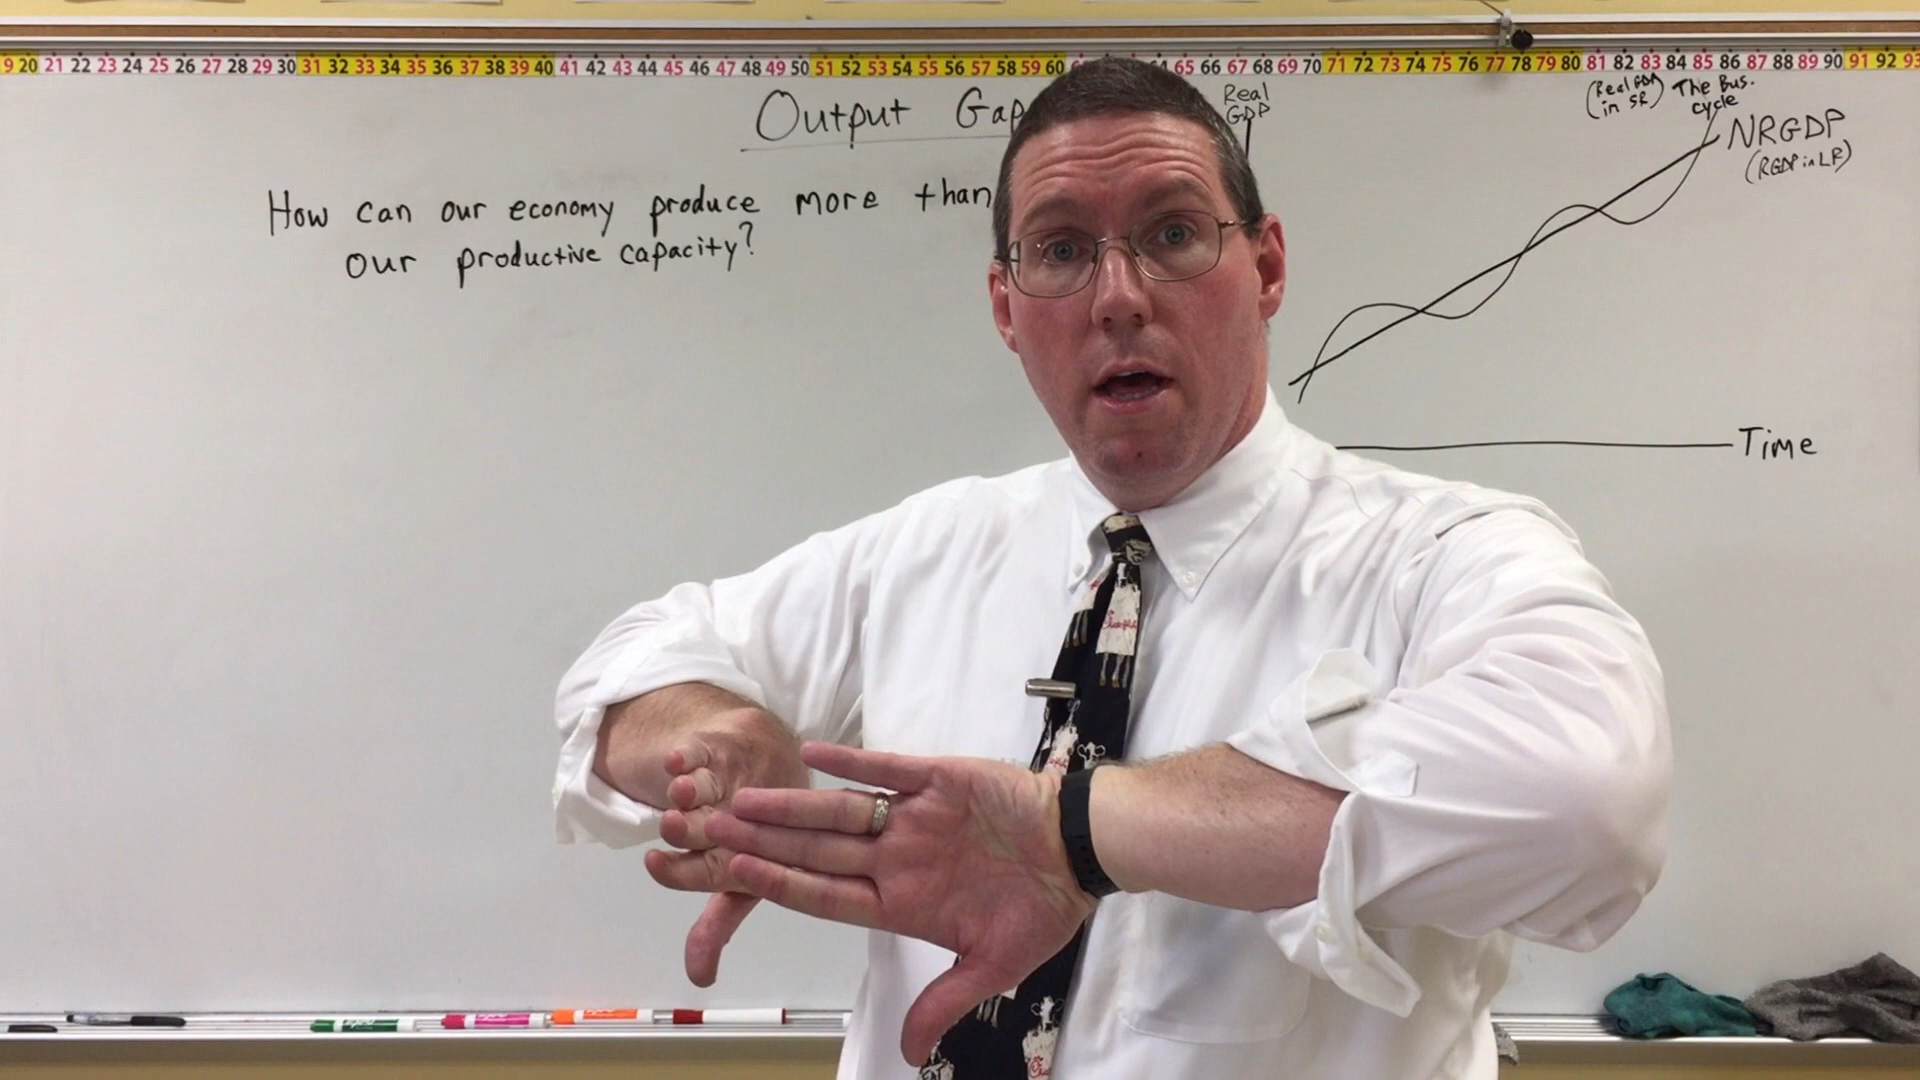 9 20 21 22 23 24 25 26 27 28 29 30 31 32 33 34 35 36 37 38 39 40 41 42 43 44 45 46 47 48 49 50 51 52 53 54 55 56 57 58 59 60 64 65 66 67 68 69 70 71 72 73 74 75 76 77 78 79 80 81 82 83 84 85 86 87 88 89 90 91 92 93
Output Gap
How can our economy produce more than
our productive capacity?
Real
GDP
(Real GDP
in SR)
The Bus.
cycle
NRGDP
(RGDP in LR)
Time